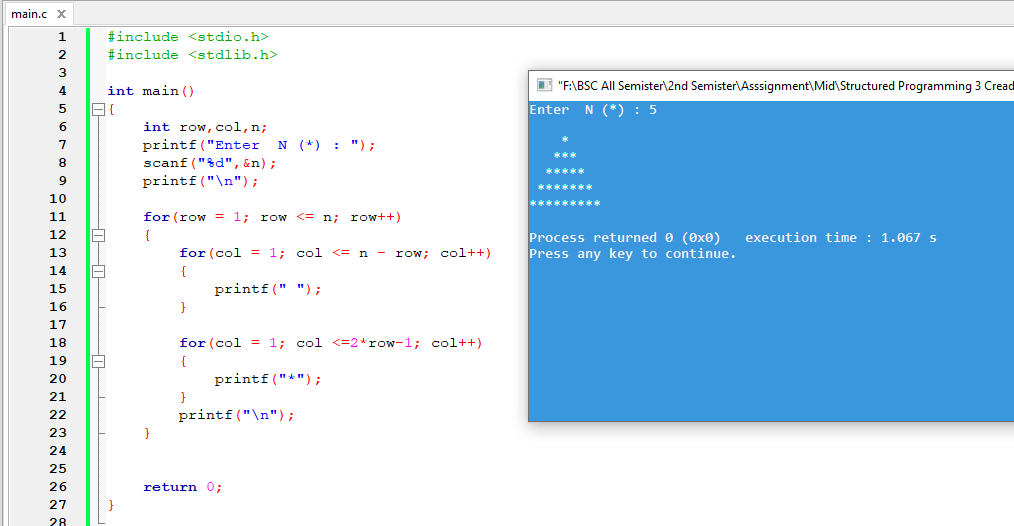 main.c X
1 #include <stdio.h>
2 #include <stdlib.h>
3
4 int main()
5 {
6 int row,col,n;
7 printf("Enter  N (*) : ");
8 scanf("%d",&n);
9 printf("\n");
10
11 for(row = 1; row <= n; row++)
12 {
13 for(col = 1; col <= n - row; col++)
14 {
15 printf(" ");
16 }
17
18 for(col = 1; col <=2*row-1; col++)
19 {
20 printf("*");
21 }
22 printf("\n");
23 }
24
25
26 return 0;
27 }
28
"F:\BSC All Semister\2nd Semister\Asssignment\Mid\Structured Programming 3 Cread
Enter  N (*) : 5
    *
   ***
  *****
 *******
*********
Process returned 0 (0x0)   execution time : 1.067 s
Press any key to continue.